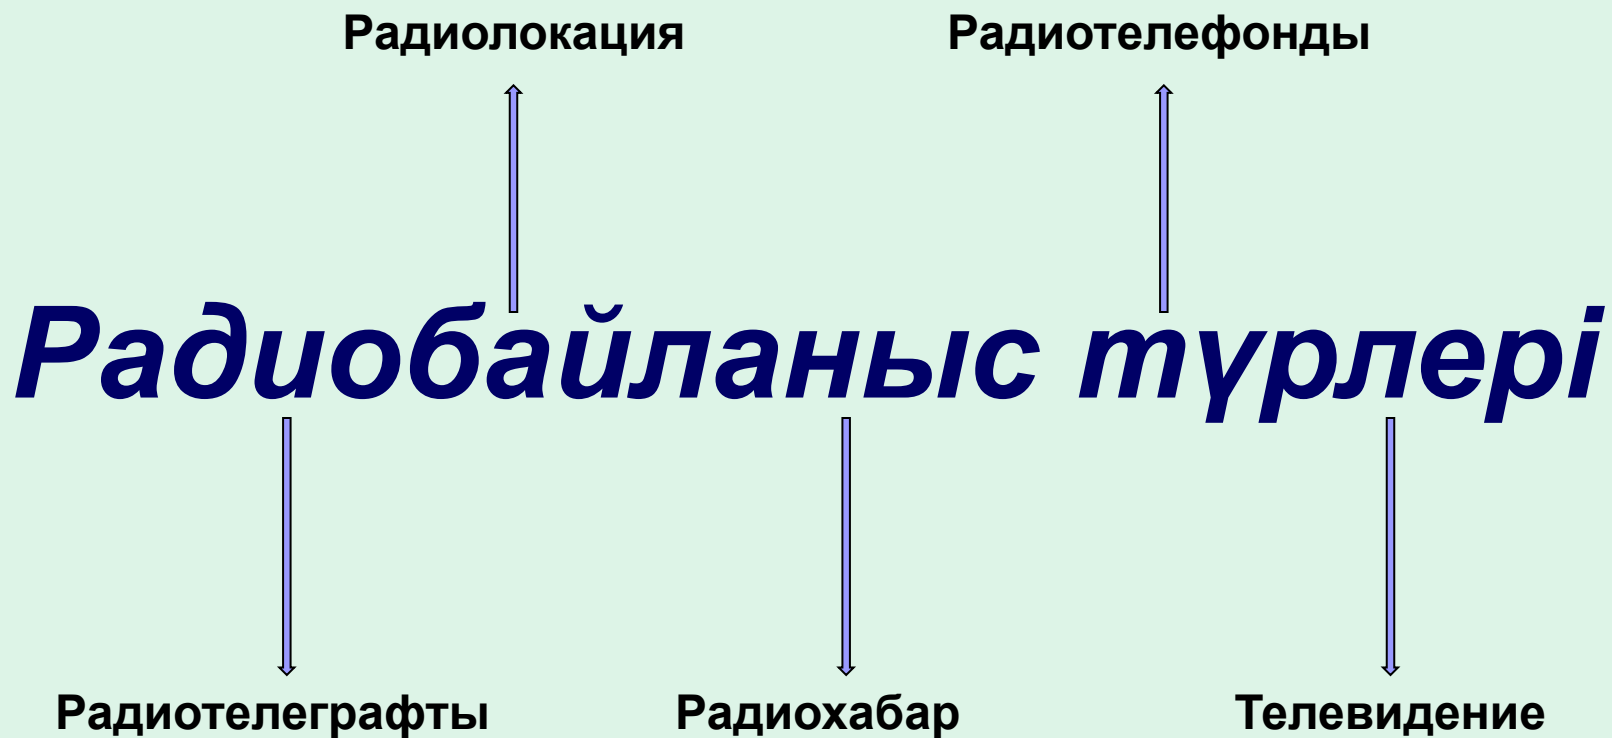 Радиолокация Радиотелефонды
Радиобайланыс түрлері
Радиотелеграфты Радиохабар Телевидение